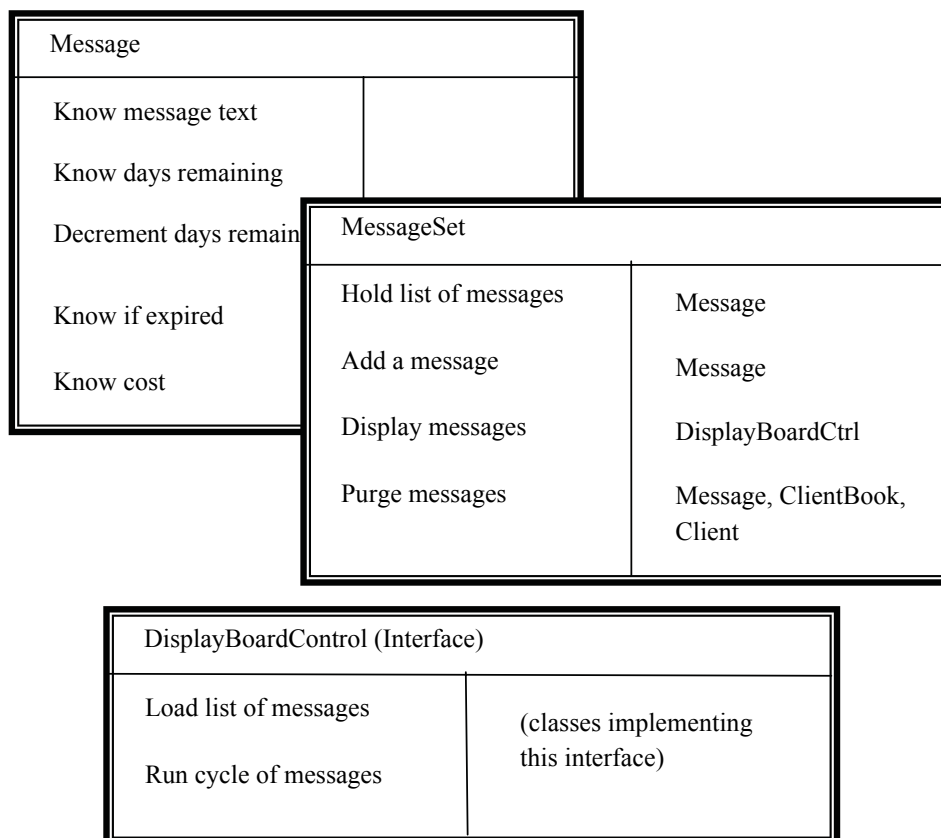 Message
Know message text
Know days remaining
Decrement days remain
Know if expired
Know cost
MessageSet
Hold list of messages
Message
Add a message
Message
Display messages
DisplayBoardCtrl
Purge messages
Message, ClientBook,
Client
DisplayBoardControl (Interface)
Load list of messages
(classes implementing
this interface)
Run cycle of messages